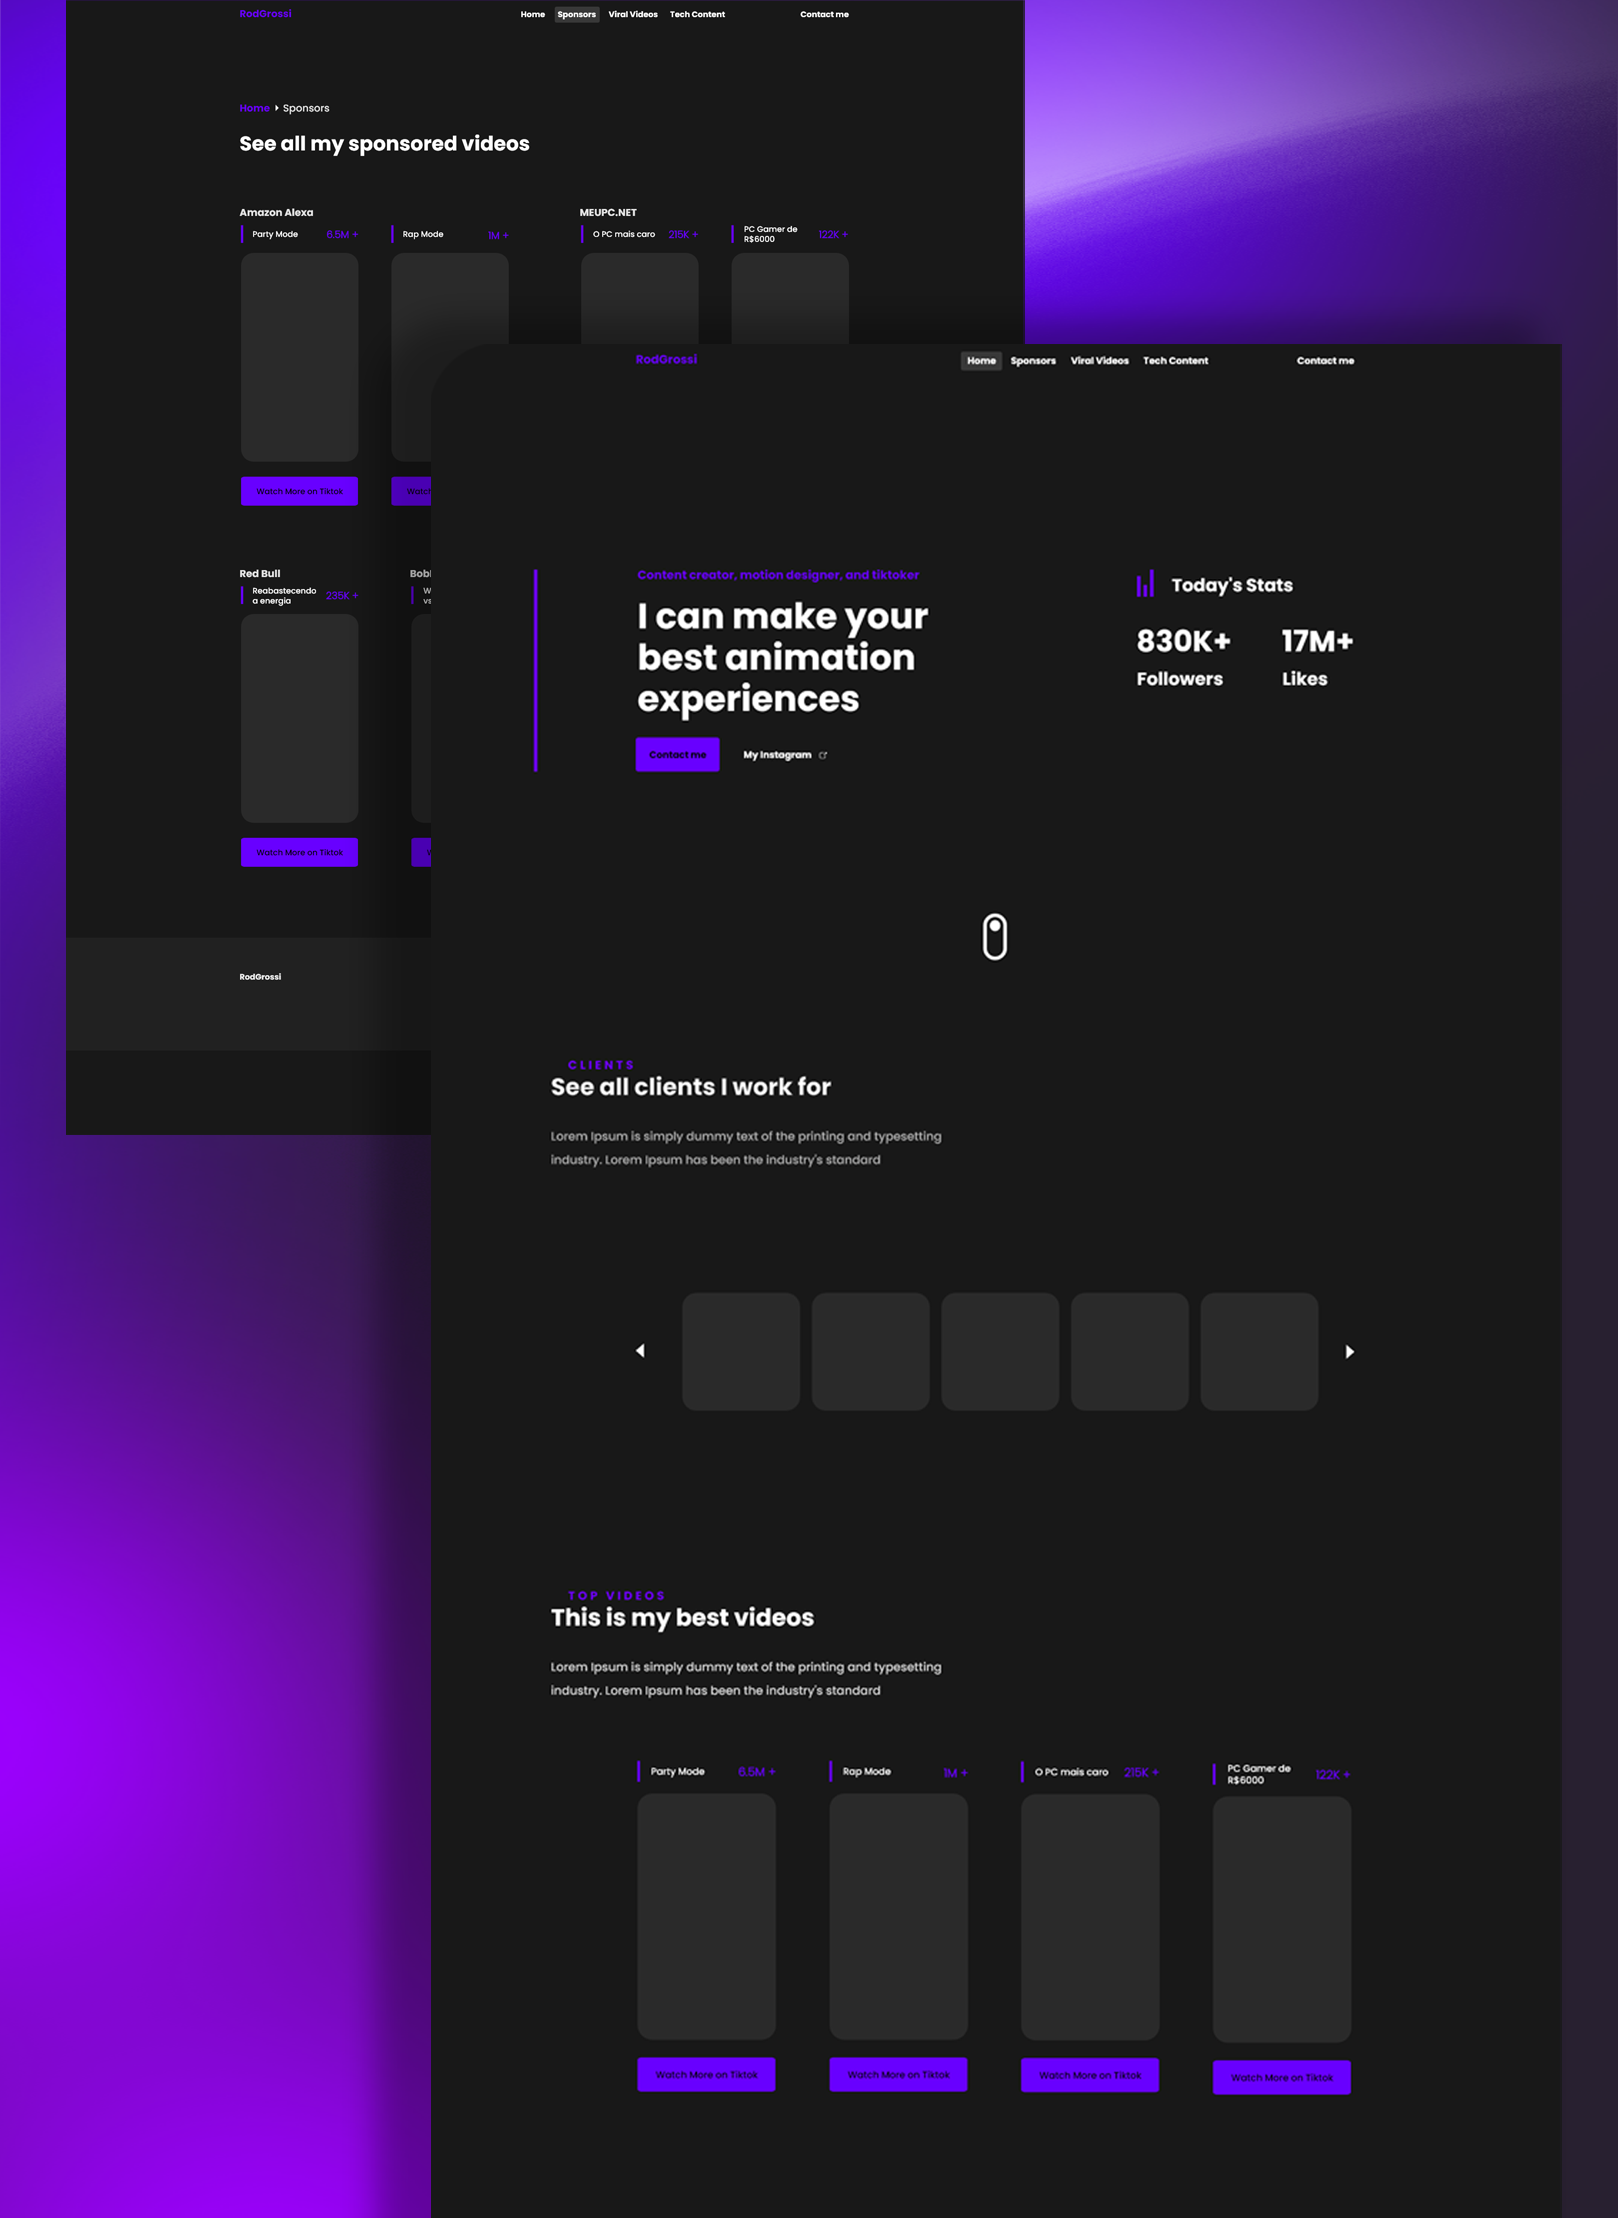 RodGrossi
Home Sponsors Viral Videos Tech Content Contact me
Home Sponsors
See all my sponsored videos
Amazon Alexa
Party Mode 6.5M +
Rap Mode 1M +
Watch More on Tiktok
MEUPC.NET
O PC mais caro 215K +
PC Gamer de
R$6000 122K +
Red Bull
Reabastecendo
a energia 235K +
Watch More on Tiktok
RodGrossi
RodGrossi
Home Sponsors Viral Videos Tech Content Contact me
Content creator, motion designer, and tiktoker
I can make your
best animation
experiences
Contact me My Instagram
Today's Stats
830K+ 17M+
Followers Likes
CLIENTS
See all clients I work for
Lorem Ipsum is simply dummy text of the printing and typesetting
industry. Lorem Ipsum has been the industry's standard
TOP VIDEOS
This is my best videos
Lorem Ipsum is simply dummy text of the printing and typesetting
industry. Lorem Ipsum has been the industry's standard
Party Mode 6.5M +
Rap Mode 1M +
O PC mais caro 215K +
PC Gamer de
R$6000 122K +
Watch More on Tiktok
Watch More on Tiktok
Watch More on Tiktok
Watch More on Tiktok